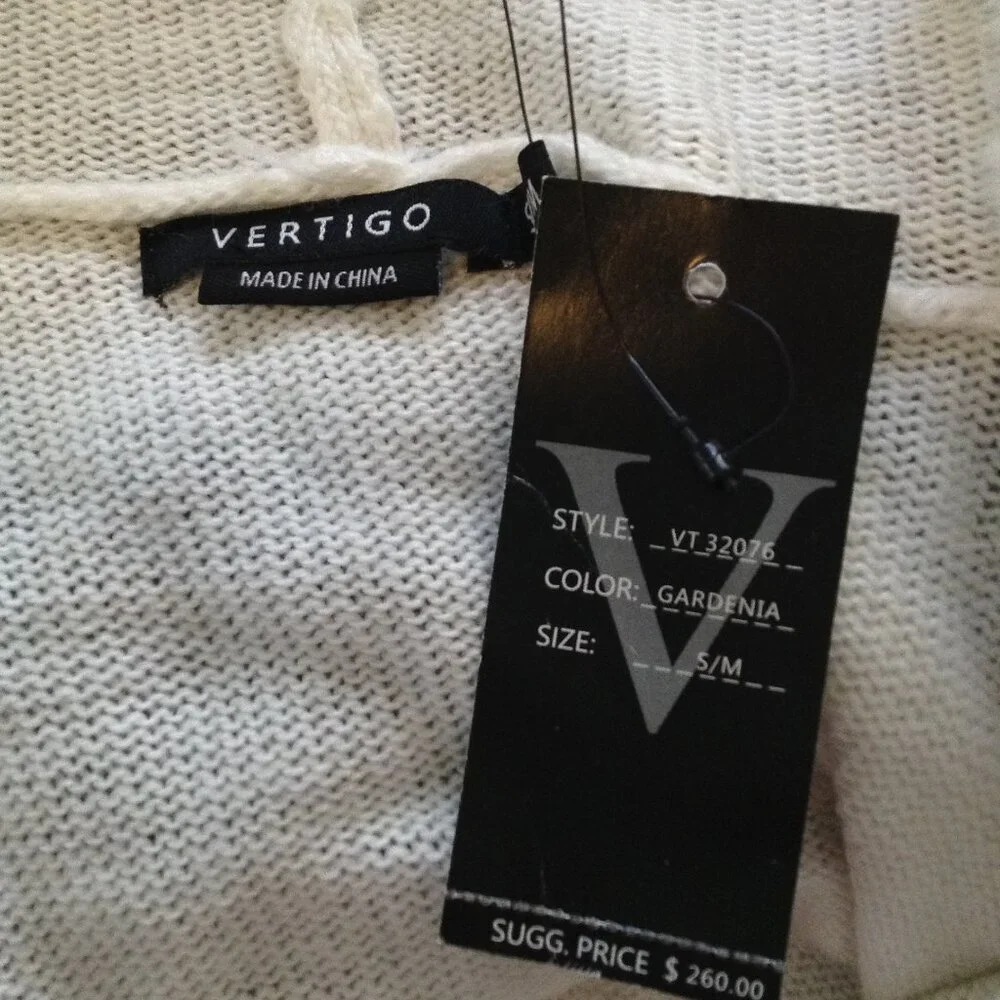 VERTIGO
MADE IN CHINA
S/M
V
STYLE: VT 32076
COLOR: GARDENIA
SIZE: S/M
SUGG. PRICE $ 260.00